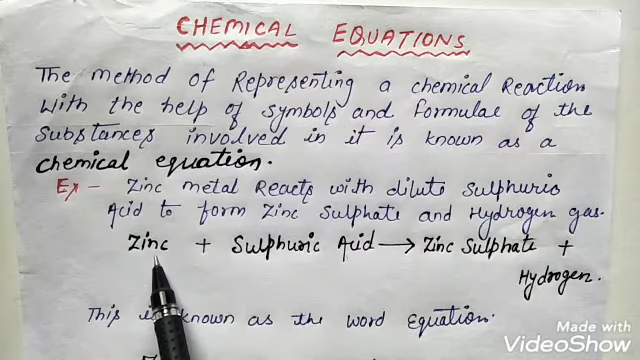 CHEMICAL EQUATIONS
The method of Representing a chemical Reaction
With the help of symbols and formulae of the
Substances involved in it is known as a
chemical equation.
Ex - Zinc metal Reacts with dilute Sulphuric
Acid to form Zinc Sulphate and Hydrogen gas.
Zinc + Sulphuric Acid → Zinc Sulphate +
Hydrogen.
This is known as the word Equation.
Made with
VideoShow